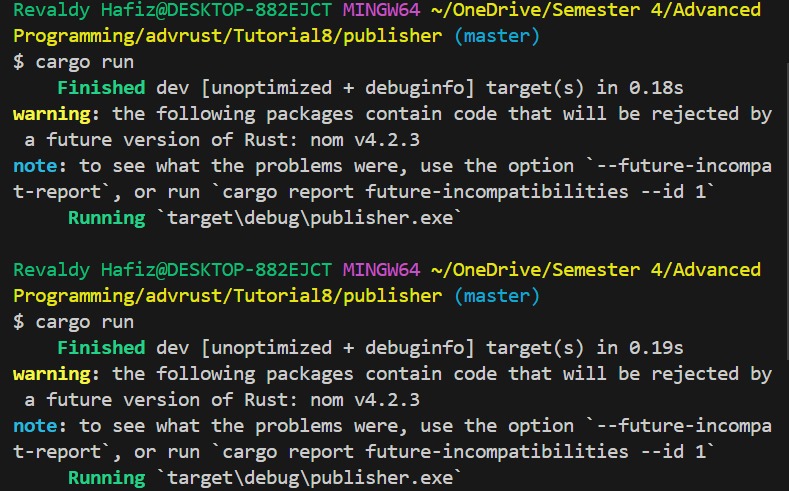 Revaldy Hafiz@DESKTOP-882EJCT MINGW64 ~/OneDrive/Semester 4/Advanced
Programming/advrust/Tutorial8/publisher (master)
$ cargo run
    Finished dev [unoptimized + debuginfo] target(s) in 0.18s
warning: the following packages contain code that will be rejected by
 a future version of Rust: nom v4.2.3
note: to see what the problems were, use the option `--future-incompa
t-report`, or run `cargo report future-incompatibilities --id 1`
     Running `target\debug\publisher.exe`
Revaldy Hafiz@DESKTOP-882EJCT MINGW64 ~/OneDrive/Semester 4/Advanced
Programming/advrust/Tutorial8/publisher (master)
$ cargo run
    Finished dev [unoptimized + debuginfo] target(s) in 0.19s
warning: the following packages contain code that will be rejected by
 a future version of Rust: nom v4.2.3
note: to see what the problems were, use the option `--future-incompa
t-report`, or run `cargo report future-incompatibilities --id 1`
     Running `target\debug\publisher.exe`